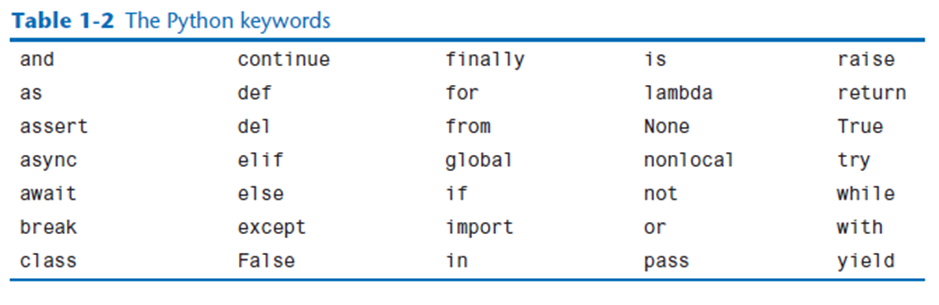 Table 1-2 The Python keywords
and continue finally is raise
as def for lambda return
assert del from None True
async elif global nonlocal try
await else if not while
break except import or with
class False in pass yield